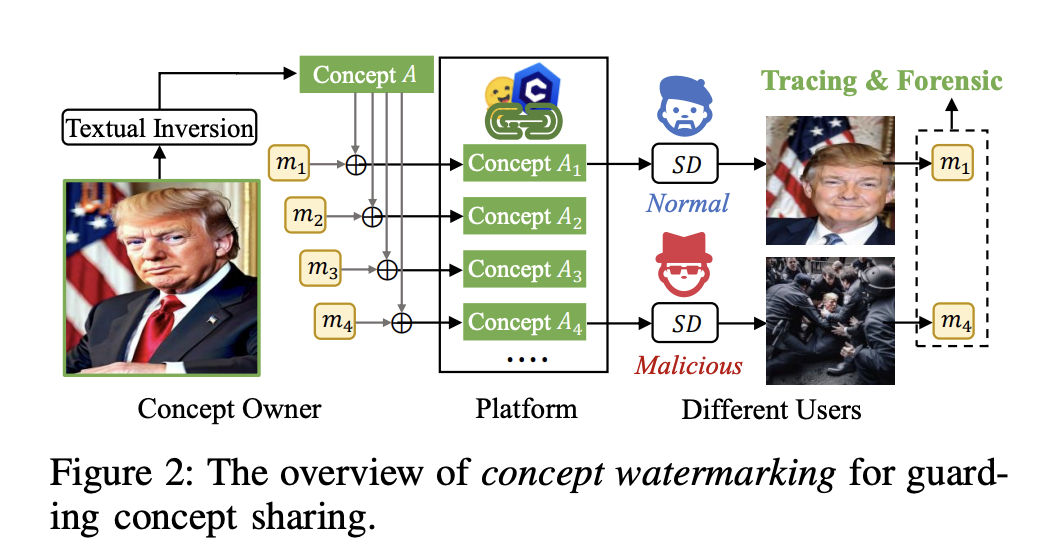 Concept A
Tracing & Forensic
Textual Inversion
m₁
Concept A₁
SD
m₁
Normal
m₂
Concept A₂
m₃
Concept A₃
m₄
Concept A₄
SD
m₄
....
Malicious
Concept Owner
Platform
Different Users
Figure 2: The overview of concept watermarking for guard-
ing concept sharing.